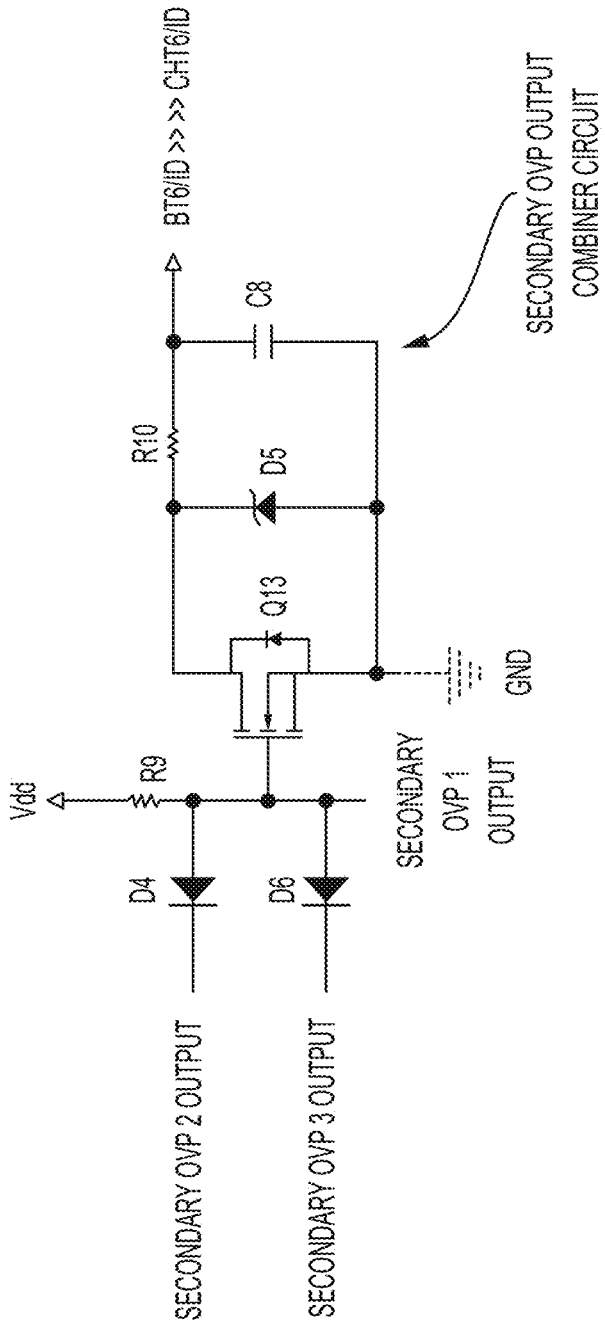 Vdd
R9
D4
SECONDARY OVP 2 OUTPUT
D6
SECONDARY OVP 3 OUTPUT
SECONDARY
OVP 1
OUTPUT
Q13
GND
D5
R10
C8
BT6/ID >> >> CHT6/ID
SECONDARY OVP OUTPUT
COMBINER CIRCUIT